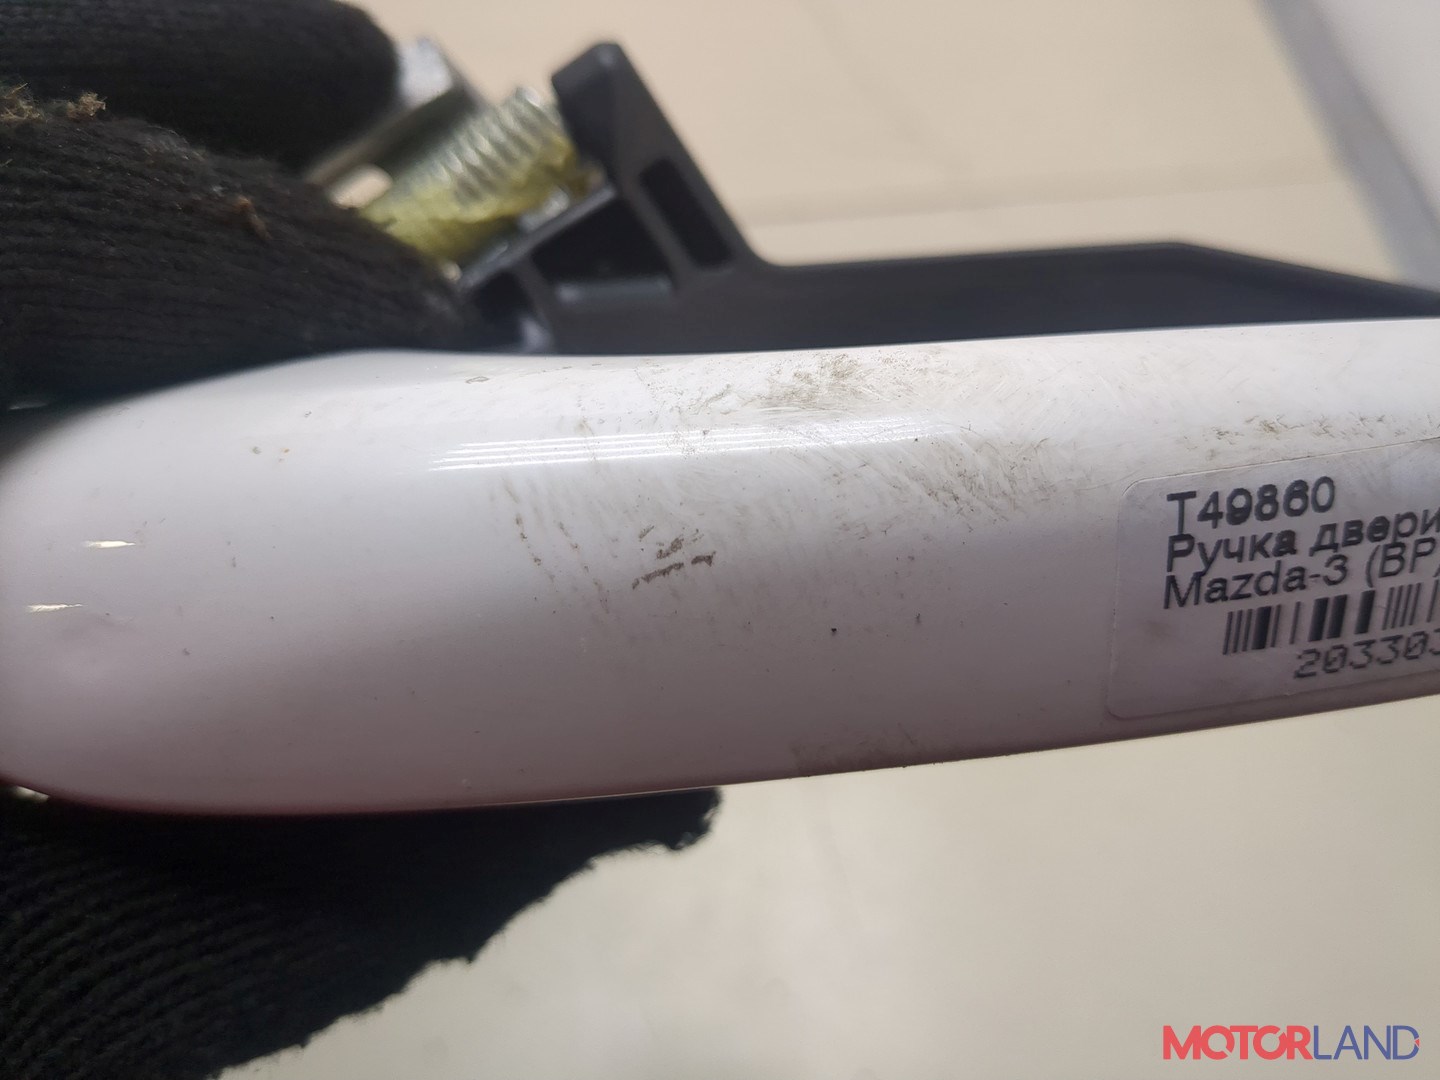 T49860
Ручка двери
Mazda-3 (BP)
203303
MOTORLAND